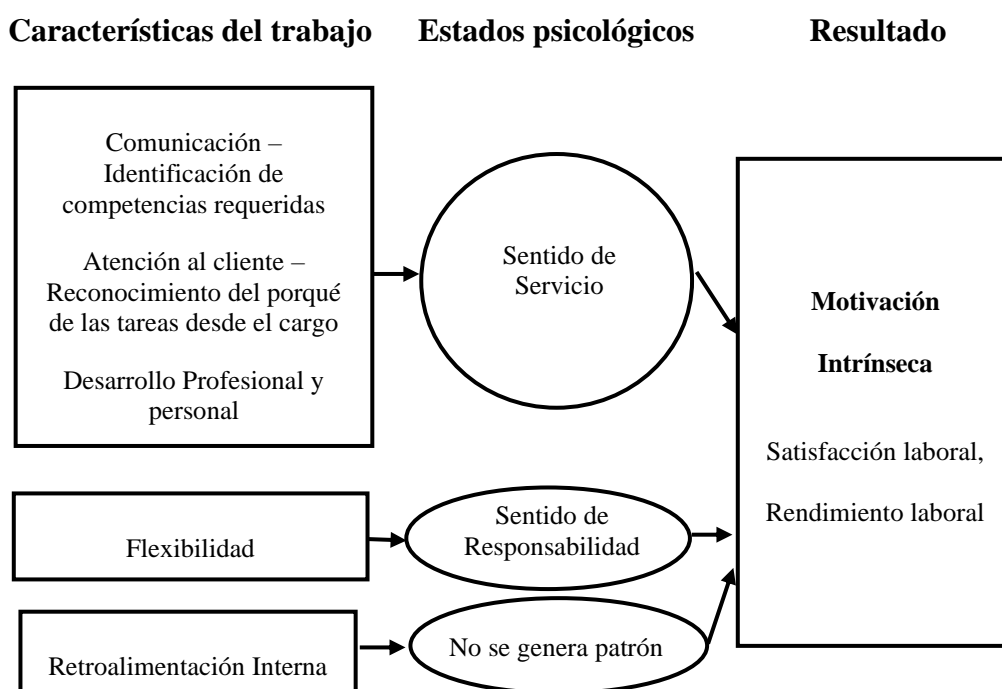 Características del trabajo
Estados psicológicos
Resultado
Comunicación –
Identificación de
competencias requeridas
Atención al cliente –
Reconocimiento del porqué
de las tareas desde el cargo
Desarrollo Profesional y
personal
Sentido de
Servicio
Motivación
Intrínseca
Satisfacción laboral,
Rendimiento laboral
Flexibilidad
Sentido de
Responsabilidad
Retroalimentación Interna
No se genera patrón